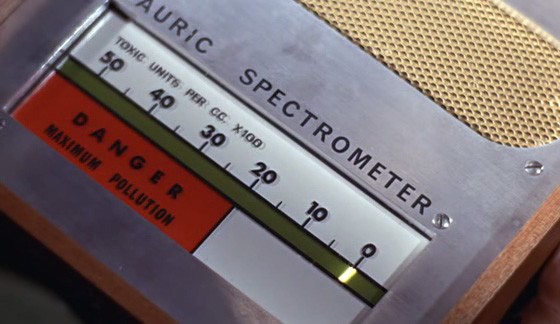 AURIC SPECTROMETER
TOXIC UNITS PER CC. X100
50 40 30 20 10 0
DANGER
MAXIMUM POLLUTION